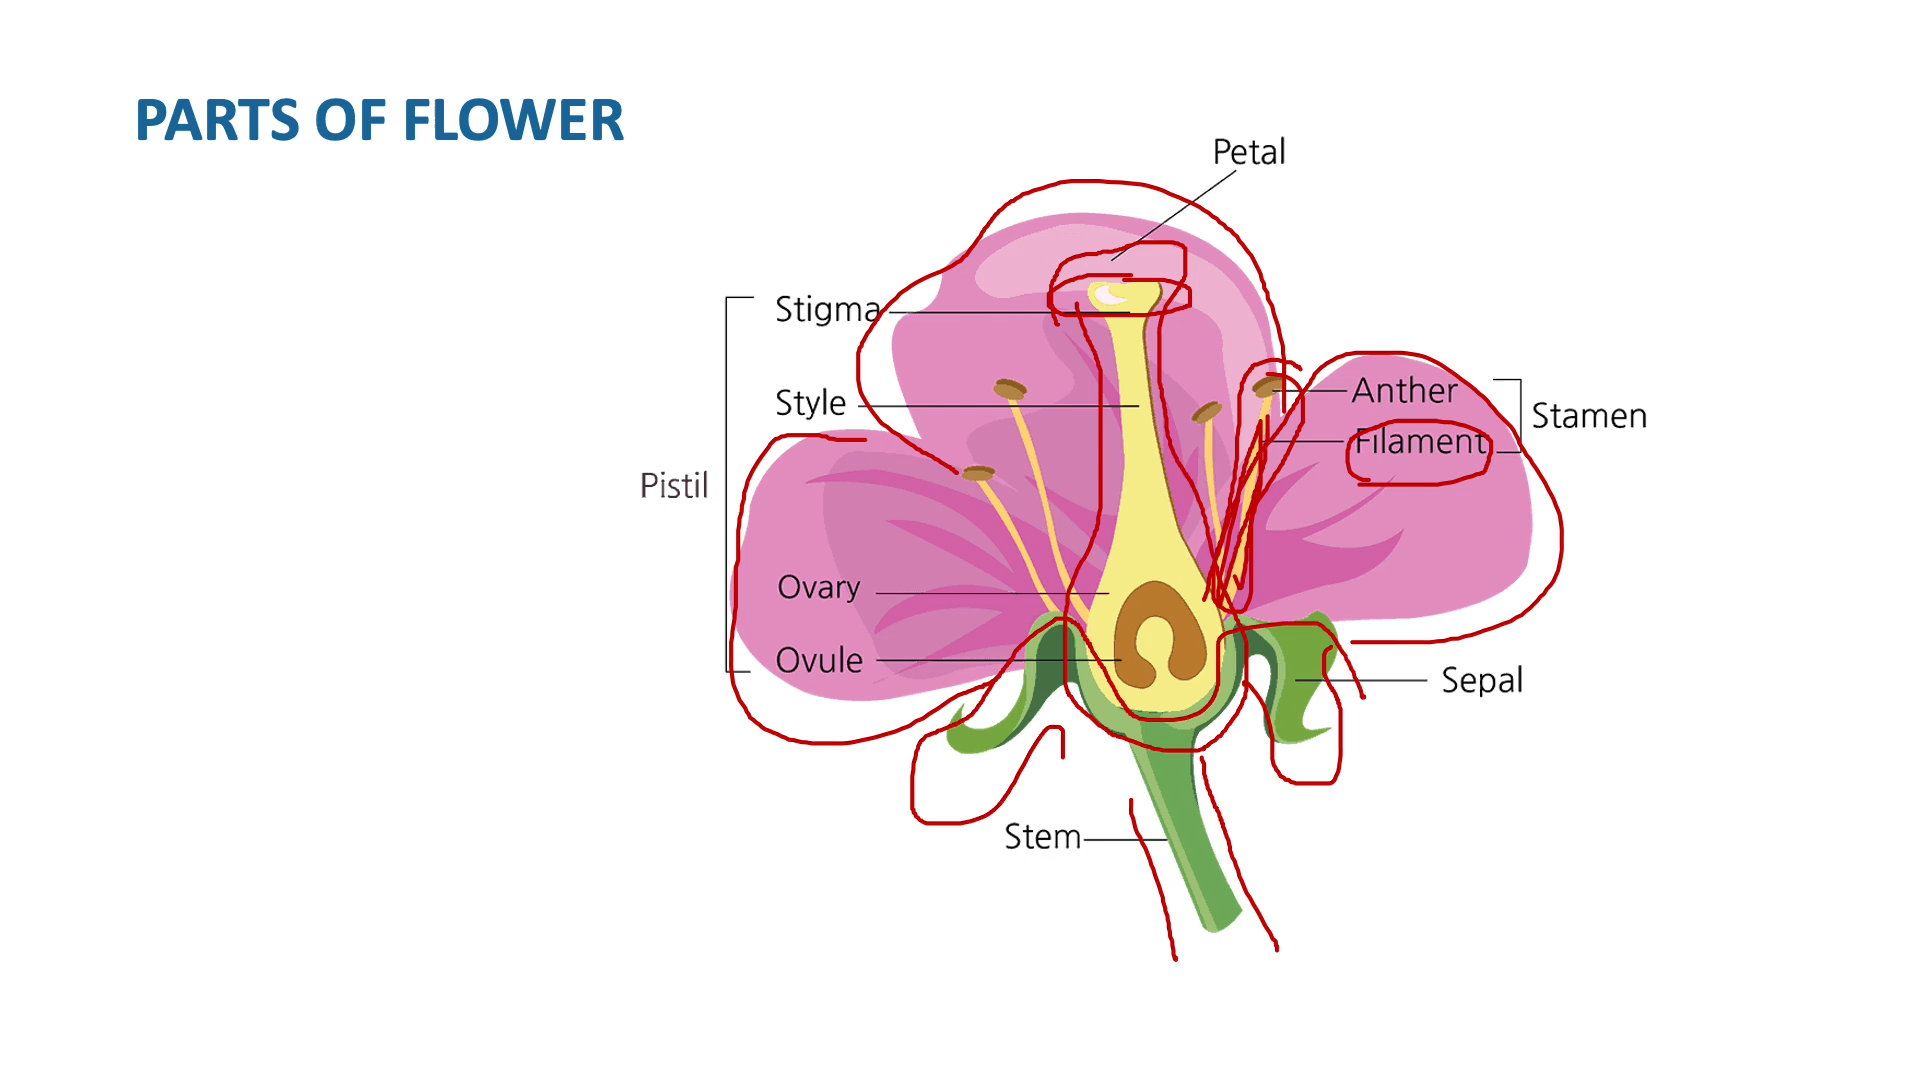 PARTS OF FLOWER
Petal
Stigma
Anther
Style
Stamen
Filament
Pistil
Ovary
Ovule
Sepal
Stem